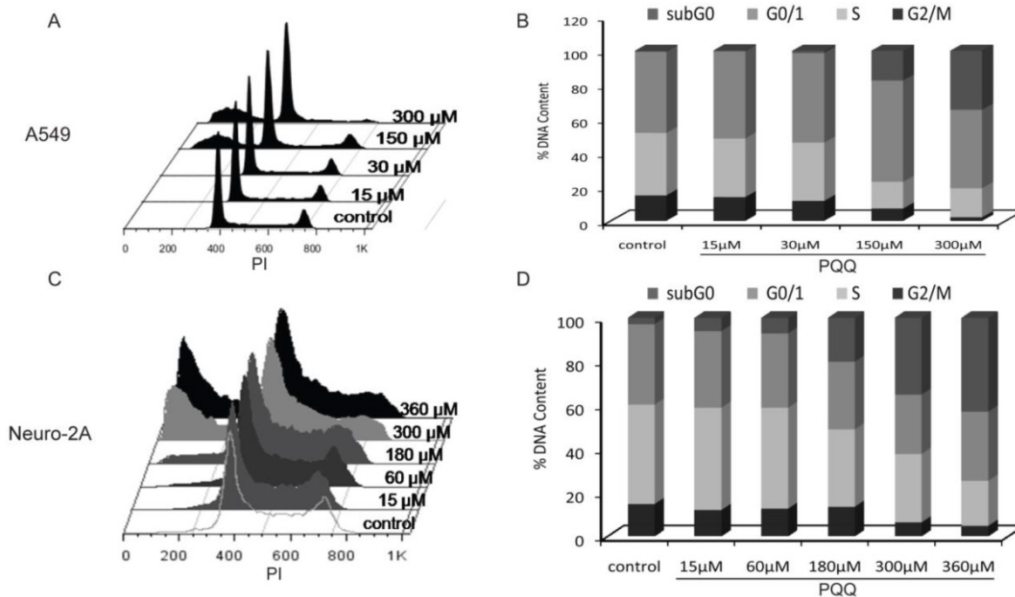 A
A549
300 µM
150 µM
30 µM
15 µM
control
0 200 400 600 800 1K
PI
B
subG0 G0/1 S G2/M
% DNA Content
120
100
80
60
40
20
0
control 15µM 30µM 150µM 300µM
PQQ
C
Neuro-2A
360 µM
300 µM
180 µM
60 µM
15 µM
control
0 200 400 600 800 1K
PI
D
subG0 G0/1 S G2/M
% DNA Content
100
80
60
40
20
0
control 15µM 60µM 180µM 300µM 360µM
PQQ